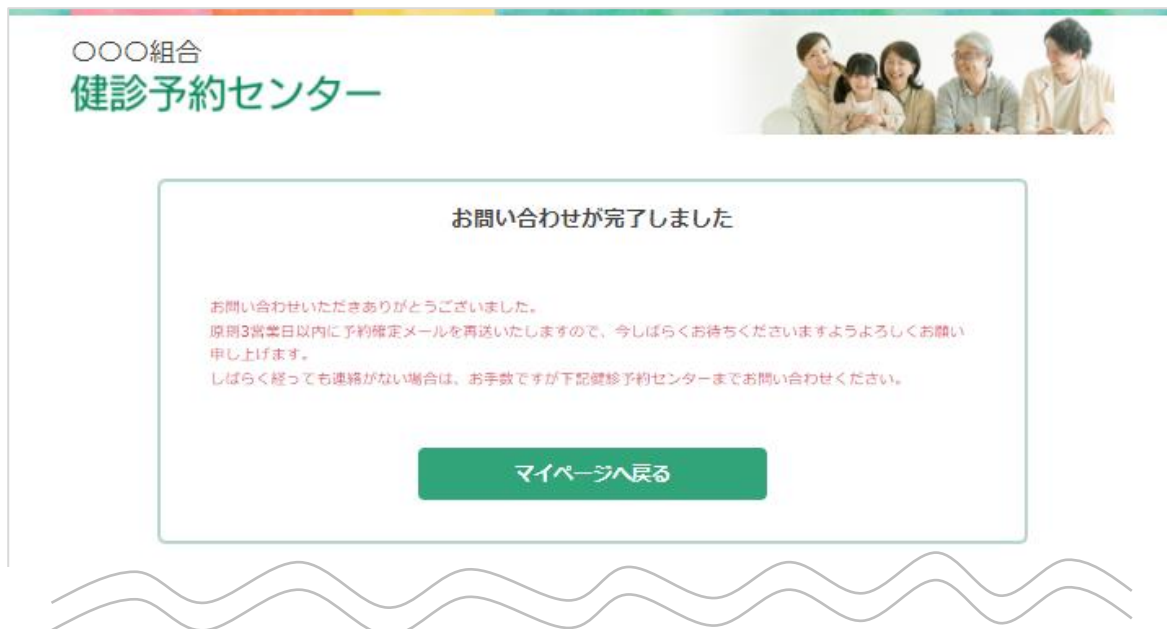 〇〇〇組合
健診予約センター
お問い合わせが完了しました
お問い合わせいただきありがとうございました。
原則3営業日以内に予約確定メールを再送いたしますので、今しばらくお待ちくださいますようよろしくお願い
申し上げます。
しばらく経っても連絡がない場合は、お手数ですが下記健診予約センターまでお問い合わせください。
マイページへ戻る